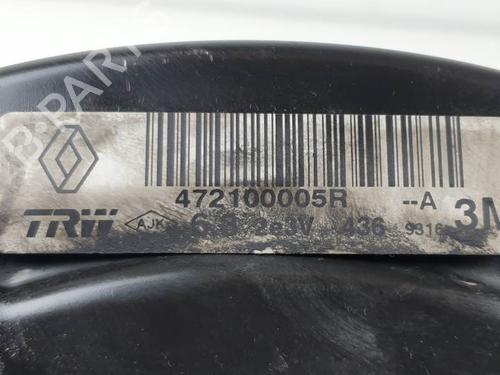 472100005R --A 3M
TRW AJK 436 9316
B PARTS